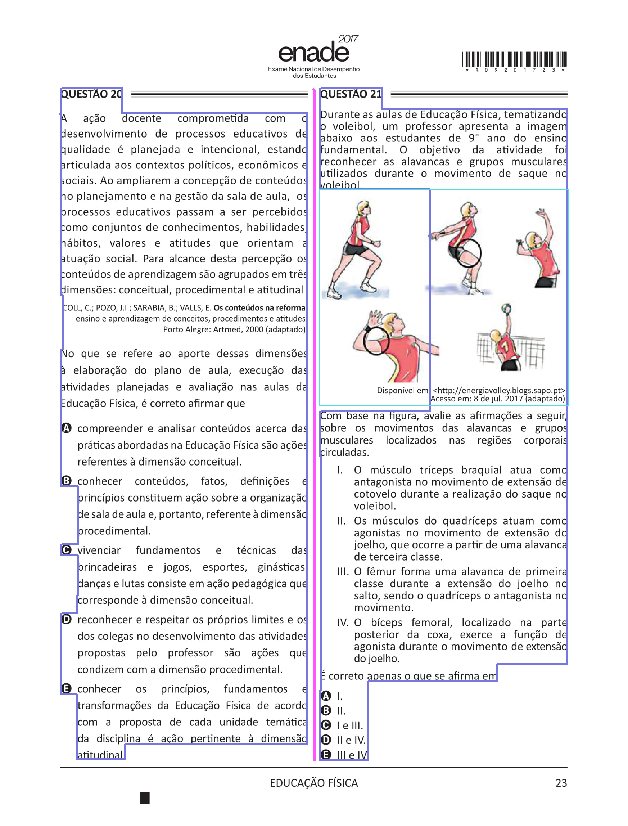 enade 2017
Exame Nacional de Desempenho
dos Estudantes
*R0920172 3*
QUESTÃO 20
A ação docente comprometida com o
desenvolvimento de processos educativos de
qualidade é planejada e intencional, estando
articulada aos contextos políticos, econômicos e
sociais. Ao ampliarem a concepção de conteúdos
no planejamento e na gestão da sala de aula, os
processos educativos passam a ser percebidos
como conjuntos de conhecimentos, habilidades,
hábitos, valores e atitudes que orientam a
atuação social. Para alcance desta percepção os
conteúdos de aprendizagem são agrupados em três
dimensões: conceitual, procedimental e atitudinal
COLL, C.; POZO, J.I.; SARABIA, B.; VALLS, E. Os conteúdos na reforma
ensino e aprendizagem de conceitos, procedimentos e atitudes
Porto Alegre: Artmed, 2000 (adaptado)
No que se refere ao aporte dessas dimensões
à elaboração do plano de aula, execução das
atividades planejadas e avaliação nas aulas da
Educação Física, é correto afirmar que
A compreender e analisar conteúdos acerca das
práticas abordadas na Educação Física são ações
referentes à dimensão conceitual.
B conhecer conteúdos, fatos, definições e
princípios constituem ação sobre a organização
de sala de aula e, portanto, referente à dimensão
procedimental.
C vivenciar fundamentos e técnicas das
brincadeiras e jogos, esportes, ginásticas
danças e lutas consiste em ação pedagógica que
corresponde à dimensão conceitual.
D reconhecer e respeitar os próprios limites e os
dos colegas no desenvolvimento das atividades
propostas pelo professor são ações que
condizem com a dimensão procedimental.
E conhecer os princípios, fundamentos e
transformações da Educação Física de acordo
com a proposta de cada unidade temática
da disciplina é ação pertinente à dimensão
atitudinal
QUESTÃO 21
Durante as aulas de Educação Física, tematizando
o voleibol, um professor apresenta a imagem
abaixo aos estudantes de 9° ano do ensino
fundamental. O objetivo da atividade foi
reconhecer as alavancas e grupos musculares
utilizados durante o movimento de saque no
voleibol
Disponível em: <http://energiavolley.blogs.sapo.pt>
Acesso em: 8 de jul. 2017 (adaptado)
Com base na figura, avalie as afirmações a seguir,
sobre os movimentos das alavancas e grupos
musculares localizados nas regiões corporais
circuladas.
I. O músculo tríceps braquial atua como
antagonista no movimento de extensão de
cotovelo durante a realização do saque no
voleibol.
II. Os músculos do quadríceps atuam como
agonistas no movimento de extensão do
joelho, que ocorre a partir de uma alavanca
de terceira classe.
III. O fêmur forma uma alavanca de primeira
classe durante a extensão do joelho no
salto, sendo o quadríceps o antagonista no
movimento.
IV. O bíceps femoral, localizado na parte
posterior da coxa, exerce a função de
agonista durante o movimento de extensão
do joelho.
É correto apenas o que se afirma em
A I.
B II.
C I e III.
D II e IV.
E III e IV
EDUCAÇÃO FÍSICA
23